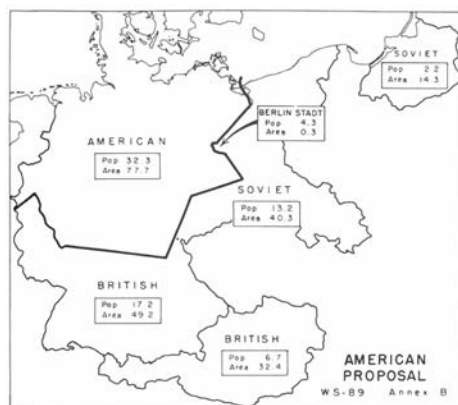 SOVIET
Pop 2.2
Area 14.3
BERLIN STADT
Pop 4.3
Area 0.3
AMERICAN
Pop 32.3
Area 77.7
SOVIET
Pop 13.2
Area 40.3
BRITISH
Pop 17.2
Area 49.2
BRITISH
Pop 6.7
Area 32.4
AMERICAN
PROPOSAL
WS-89 Annex B